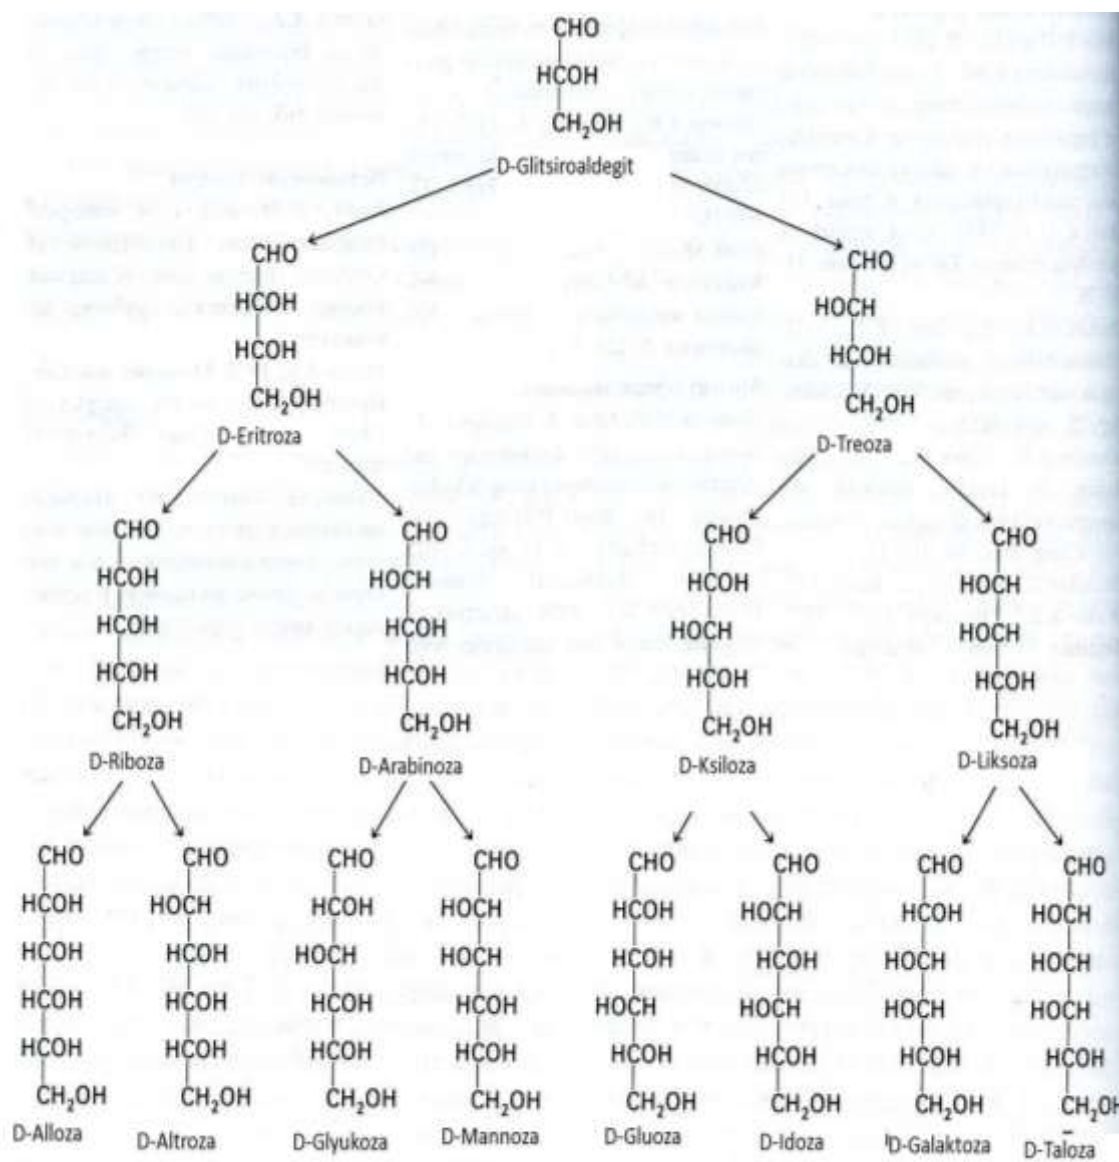 CHO
HCOH
CH₂OH
D-Glitsiroaldegit
CHO
HCOH
HCOH
CH₂OH
D-Eritroza
CHO
HOCH
HCOH
CH₂OH
D-Treoza
CHO
HCOH
HCOH
HCOH
CH₂OH
D-Riboza
CHO
HOCH
HCOH
HCOH
CH₂OH
D-Arabinoza
CHO
HCOH
HOCH
HCOH
CH₂OH
D-Ksiloza
CHO
HOCH
HOCH
HCOH
CH₂OH
D-Liksoza
CHO
HCOH
HCOH
HCOH
HCOH
CH₂OH
D-Alloza
CHO
HOCH
HCOH
HCOH
HCOH
CH₂OH
D-Altroza
CHO
HCOH
HOCH
HCOH
HCOH
CH₂OH
D-Glyukoza
CHO
HOCH
HOCH
HCOH
HCOH
CH₂OH
D-Mannoza
CHO
HCOH
HCOH
HOCH
HCOH
CH₂OH
D-Gluoza
CHO
HOCH
HCOH
HOCH
HCOH
CH₂OH
D-Idoza
CHO
HCOH
HOCH
HOCH
HCOH
CH₂OH
D-Galaktoza
CHO
HOCH
HOCH
HOCH
HCOH
CH₂OH
D-Taloza